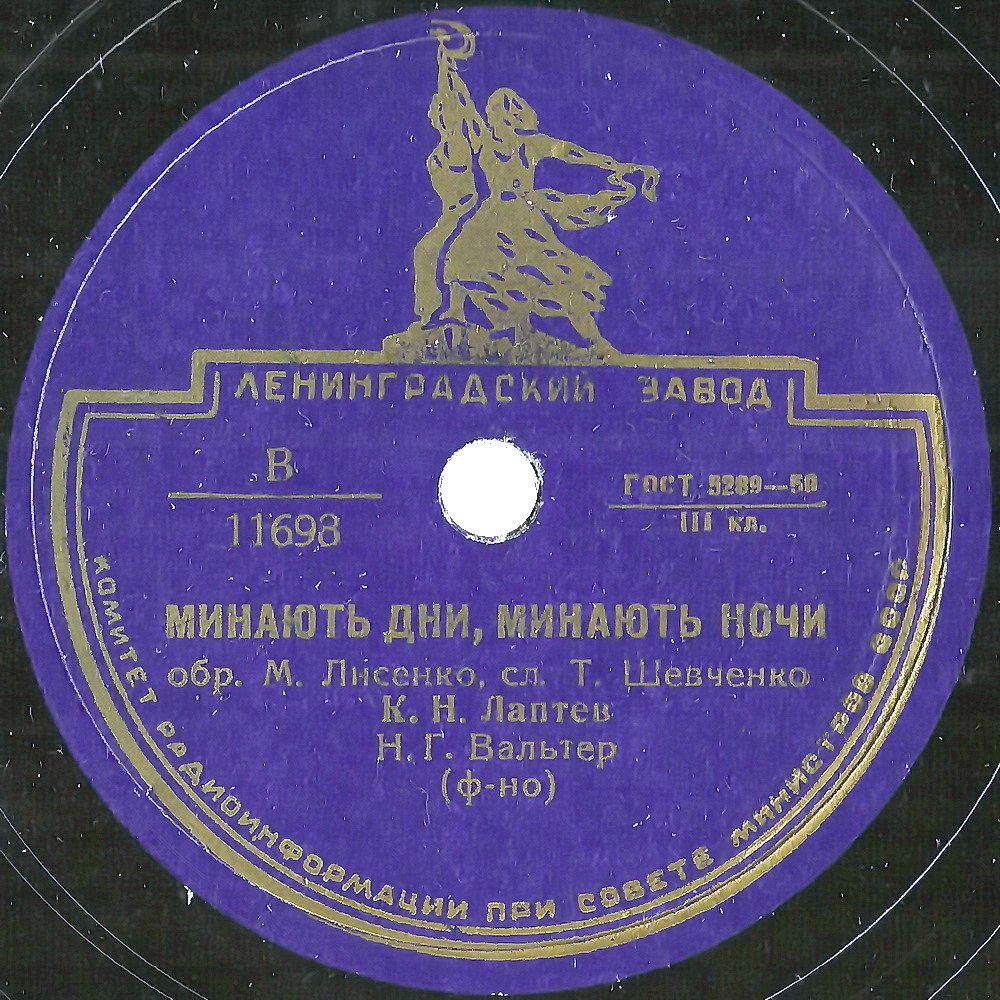 ЛЕНИНГРАДСКИЙ ЗАВОД
В
11698
ГОСТ 5289—50
III кл.
МИНАЮТЬ ДНИ, МИНАЮТЬ НОЧИ
обр. М. Лисенко, сл. Т. Шевченко
К. Н. Лаптев
Н. Г. Вальтер
(ф-но)
КОМИТЕТ РАДИОИНФОРМАЦИИ ПРИ СОВЕТЕ МИНИСТРОВ СССР